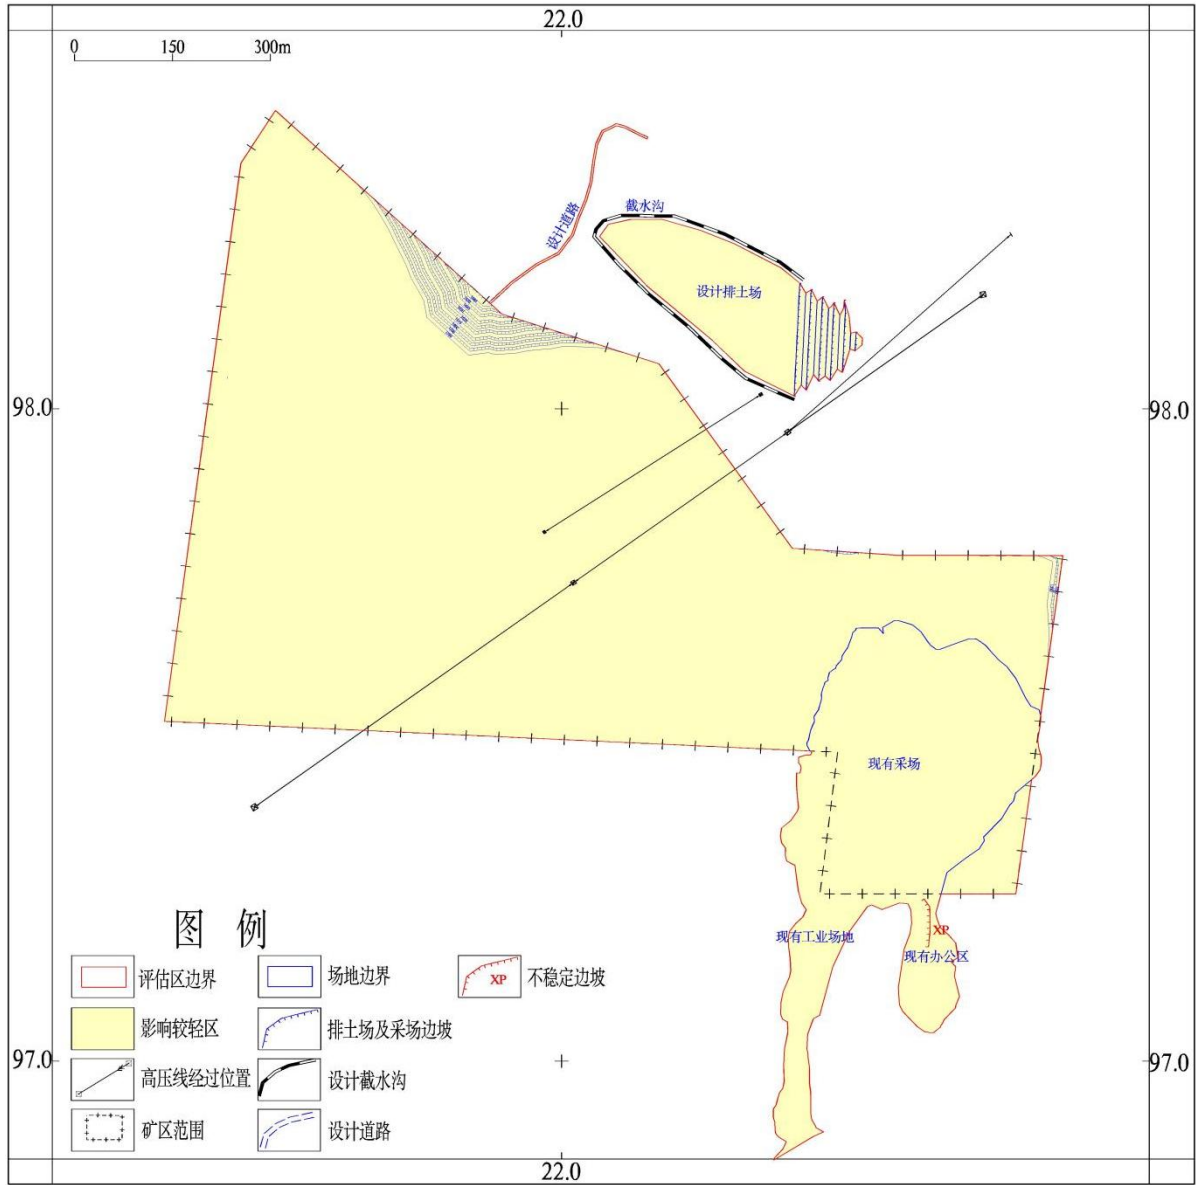 22.0
0 150 300m
截水沟
设计道路
设计排土场
98.0
98.0
现有采场
现有工业场地
XP
现有办公区
图 例
评估区边界
场地边界
XP
不稳定边坡
影响较轻区
排土场及采场边坡
高压线经过位置
设计截水沟
矿区范围
设计道路
97.0
97.0
22.0